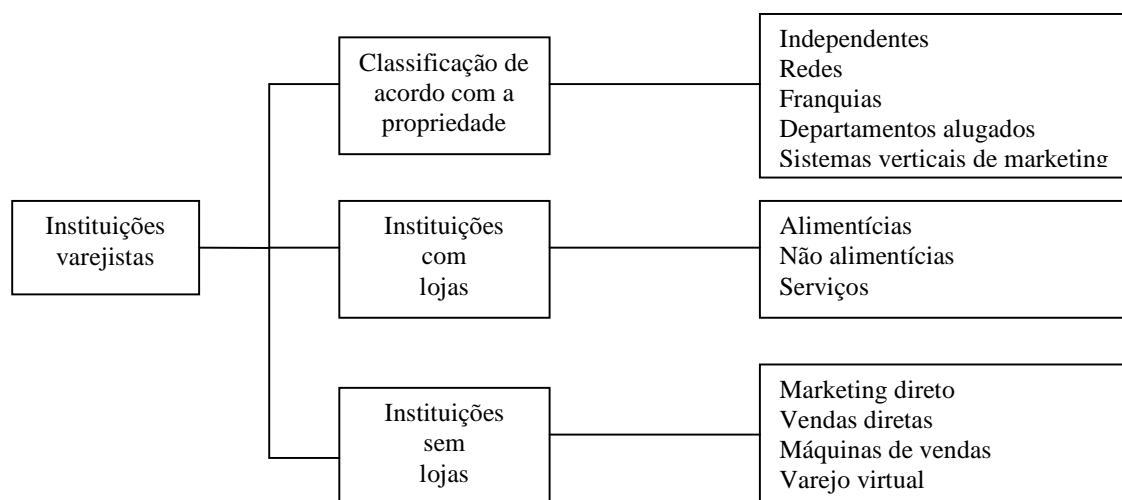 Instituições
varejistas
Classificação de
acordo com a
propriedade
Independentes
Redes
Franquias
Departamentos alugados
Sistemas verticais de marketing
Instituições
com
lojas
Alimentícias
Não alimentícias
Serviços
Instituições
sem
lojas
Marketing direto
Vendas diretas
Máquinas de vendas
Varejo virtual